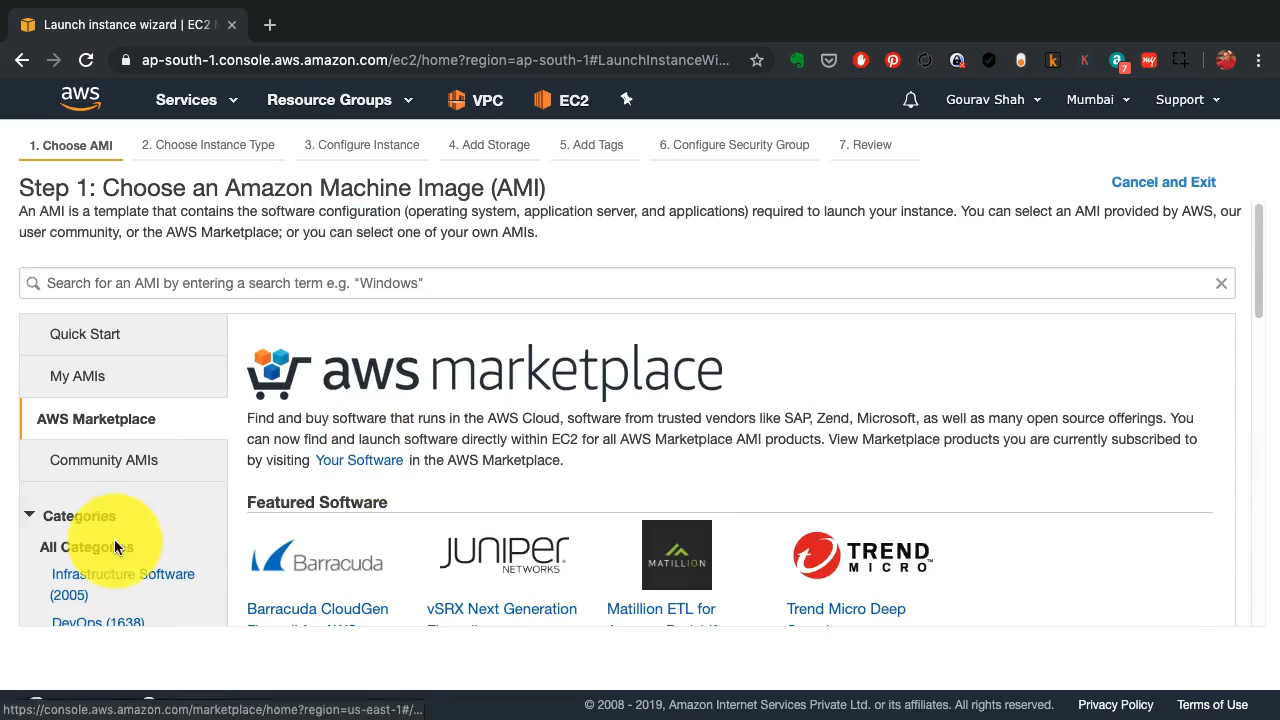 Launch instance wizard | EC2
ap-south-1.console.aws.amazon.com/ec2/home?region=ap-south-1#LaunchInstanceWi...
7
aws
Services
Resource Groups
VPC
EC2
Gourav Shah
Mumbai
Support
1. Choose AMI
2. Choose Instance Type
3. Configure Instance
4. Add Storage
5. Add Tags
6. Configure Security Group
7. Review
Step 1: Choose an Amazon Machine Image (AMI)
Cancel and Exit
An AMI is a template that contains the software configuration (operating system, application server, and applications) required to launch your instance. You can select an AMI provided by AWS, our
user community, or the AWS Marketplace; or you can select one of your own AMIs.
Search for an AMI by entering a search term e.g. "Windows"
Quick Start
My AMIs
AWS Marketplace
Community AMIs
Categories
All Categories
Infrastructure Software
(2005)
DevOps (1638)
aws marketplace
Find and buy software that runs in the AWS Cloud, software from trusted vendors like SAP, Zend, Microsoft, as well as many open source offerings. You
can now find and launch software directly within EC2 for all AWS Marketplace AMI products. View Marketplace products you are currently subscribed to
by visiting Your Software in the AWS Marketplace.
Featured Software
Barracuda
JUNIPER
NETWORKS
MATILLION
TREND
MICRO
Barracuda CloudGen
vSRX Next Generation
Matillion ETL for
Trend Micro Deep
https://console.aws.amazon.com/marketplace/home?region=us-east-1#/...
© 2008 - 2019, Amazon Internet Services Private Ltd. or its affiliates. All rights reserved.
Privacy Policy
Terms of Use